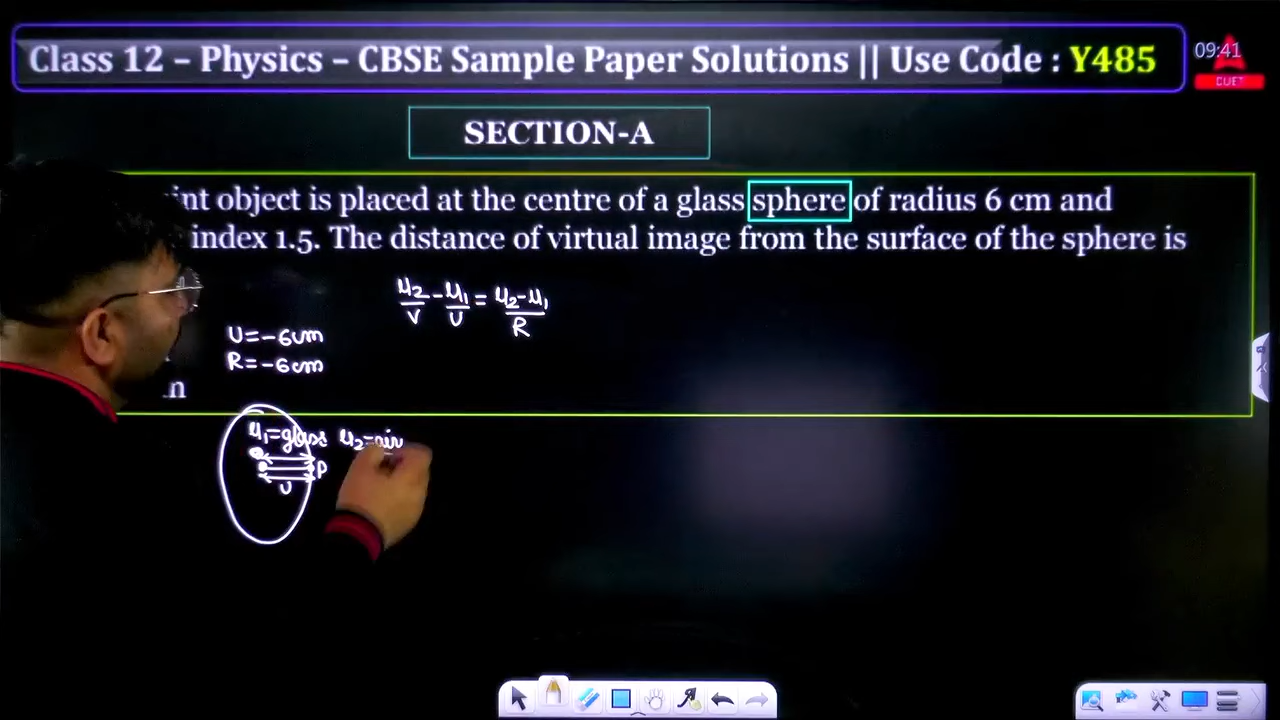 Class 12 – Physics – CBSE Sample Paper Solutions || Use Code : Y485
09:41
CUET
SECTION-A
object is placed at the centre of a glass sphere of radius 6 cm and
index 1.5. The distance of virtual image from the surface of the sphere is
μ2/v - μ1/u = μ2-μ1/R
U=-6cm
R=-6cm
μ1=glass μ2=air
P
U